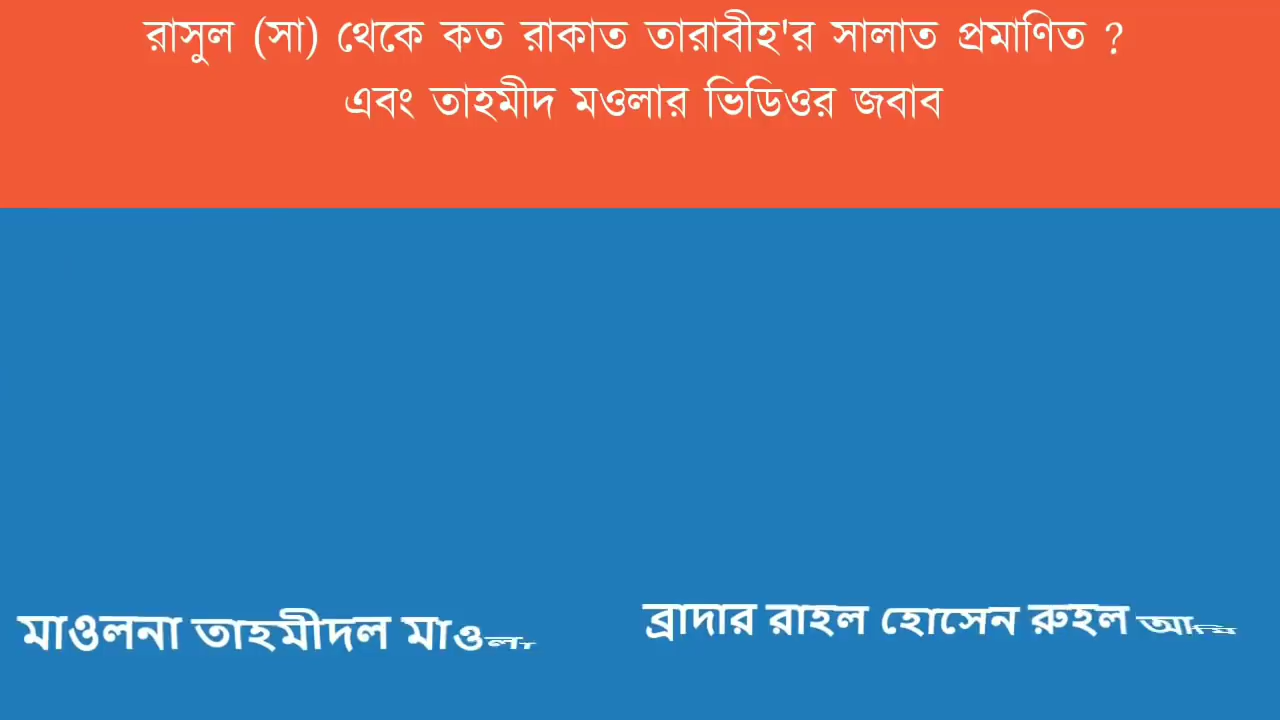 রাসুল (সা) থেকে কত রাকাত তারাবীহ'র সালাত প্রমাণিত ?
এবং তাহমীদ মওলার ভিডিওর জবাব
মাওলনা তাহমীদল
ব্রাদার রাহল হোসেন রুহল